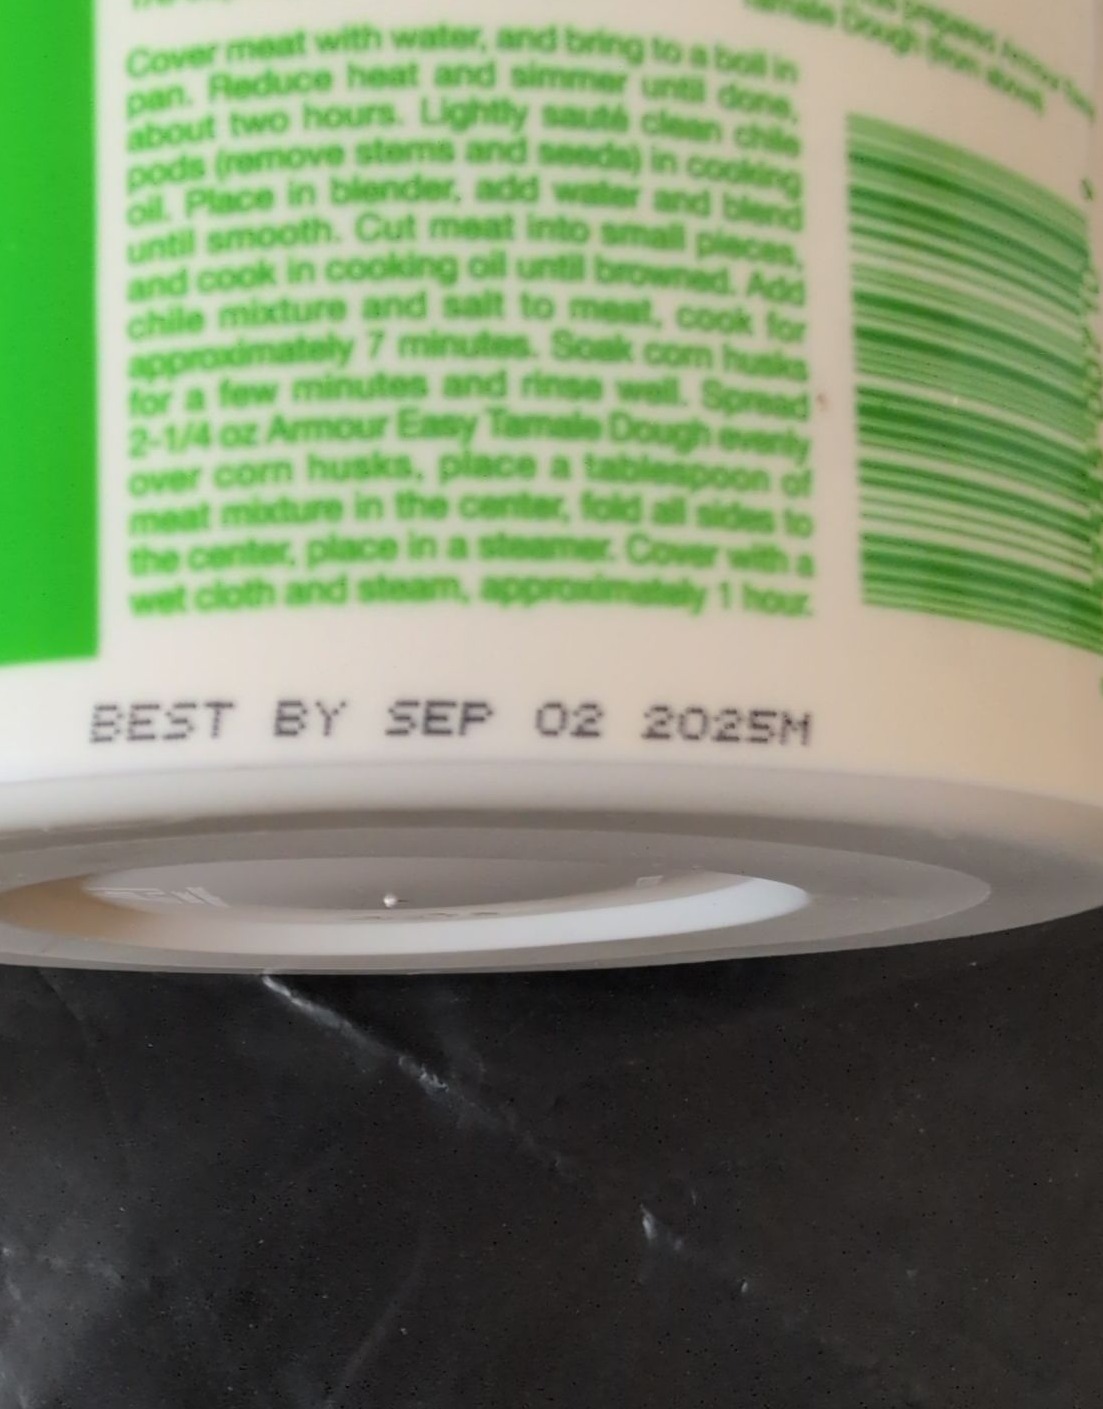 Cover meat with water, and bring to a boil in
pan. Reduce heat and simmer until done,
about two hours. Lightly sauté clean chile
pods (remove stems and seeds) in cooking
oil. Place in blender, add water and blend
until smooth. Cut meat into small pieces,
and cook in cooking oil until browned. Add
chile mixture and salt to meat, cook for
approximately 7 minutes. Soak corn husks
for a few minutes and rinse well. Spread
2-1/4 oz Armour Easy Tamale Dough evenly
over corn husks, place a tablespoon of
meat mixture in the center, fold all sides to
the center, place in a steamer. Cover with a
wet cloth and steam, approximately 1 hour.
prepared
Tamale Dough (from above)
BEST BY SEP 02 2025M